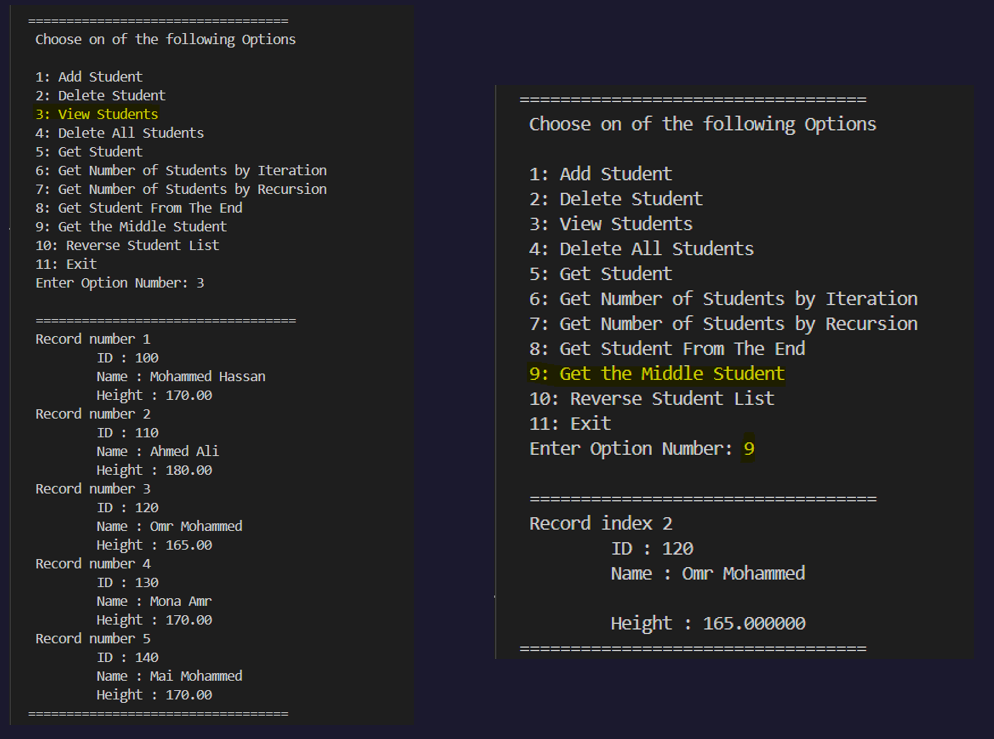 ==================================
Choose on of the following Options
1: Add Student
2: Delete Student
3: View Students
4: Delete All Students
5: Get Student
6: Get Number of Students by Iteration
7: Get Number of Students by Recursion
8: Get Student From The End
9: Get the Middle Student
10: Reverse Student List
11: Exit
Enter Option Number: 3
==================================
Record number 1
ID : 100
Name : Mohammed Hassan
Height : 170.00
Record number 2
ID : 110
Name : Ahmed Ali
Height : 180.00
Record number 3
ID : 120
Name : Omr Mohammed
Height : 165.00
Record number 4
ID : 130
Name : Mona Amr
Height : 170.00
Record number 5
ID : 140
Name : Mai Mohammed
Height : 170.00
==================================
==================================
Choose on of the following Options
1: Add Student
2: Delete Student
3: View Students
4: Delete All Students
5: Get Student
6: Get Number of Students by Iteration
7: Get Number of Students by Recursion
8: Get Student From The End
9: Get the Middle Student
10: Reverse Student List
11: Exit
Enter Option Number: 9
==================================
Record index 2
ID : 120
Name : Omr Mohammed
Height : 165.000000
==================================